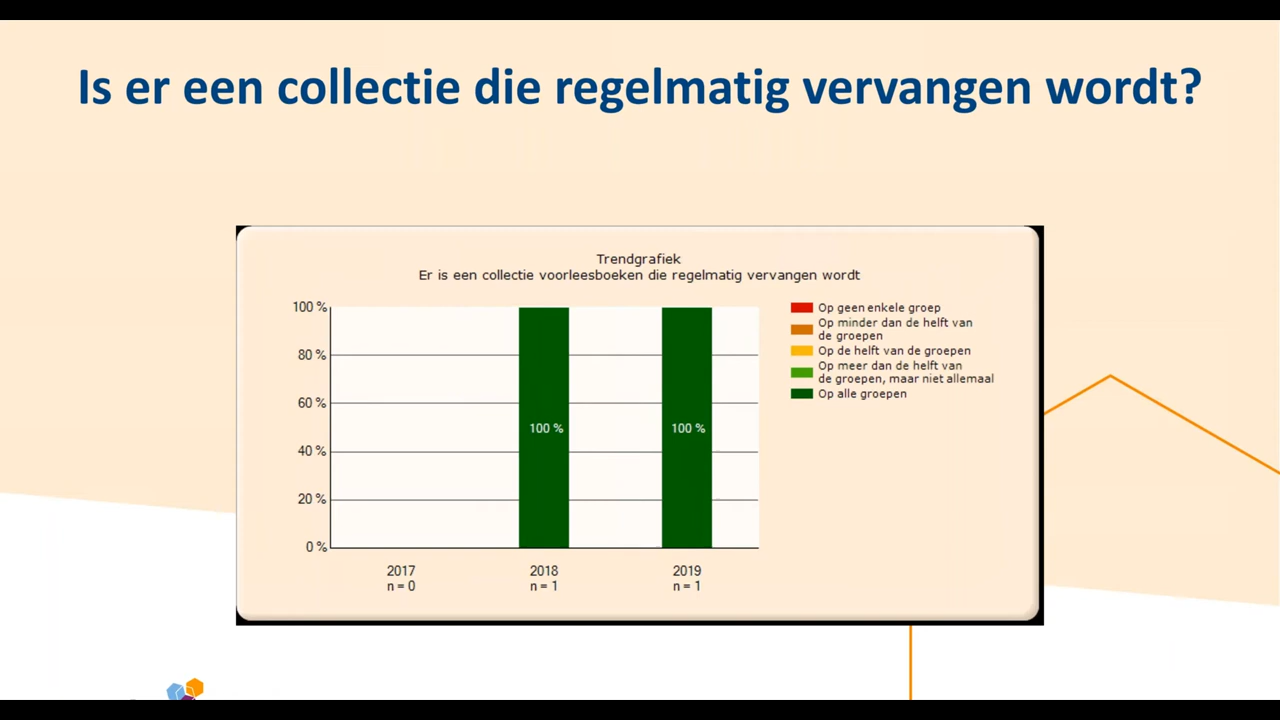 Is er een collectie die regelmatig vervangen wordt?
Trendgrafiek
Er is een collectie voorleesboeken die regelmatig vervangen wordt
100 %
80 %
60 %
40 %
20 %
0 %
100 %
100 %
2017
n = 0
2018
n = 1
2019
n = 1
Op geen enkele groep
Op minder dan de helft van
de groepen
Op de helft van de groepen
Op meer dan de helft van
de groepen, maar niet allemaal
Op alle groepen